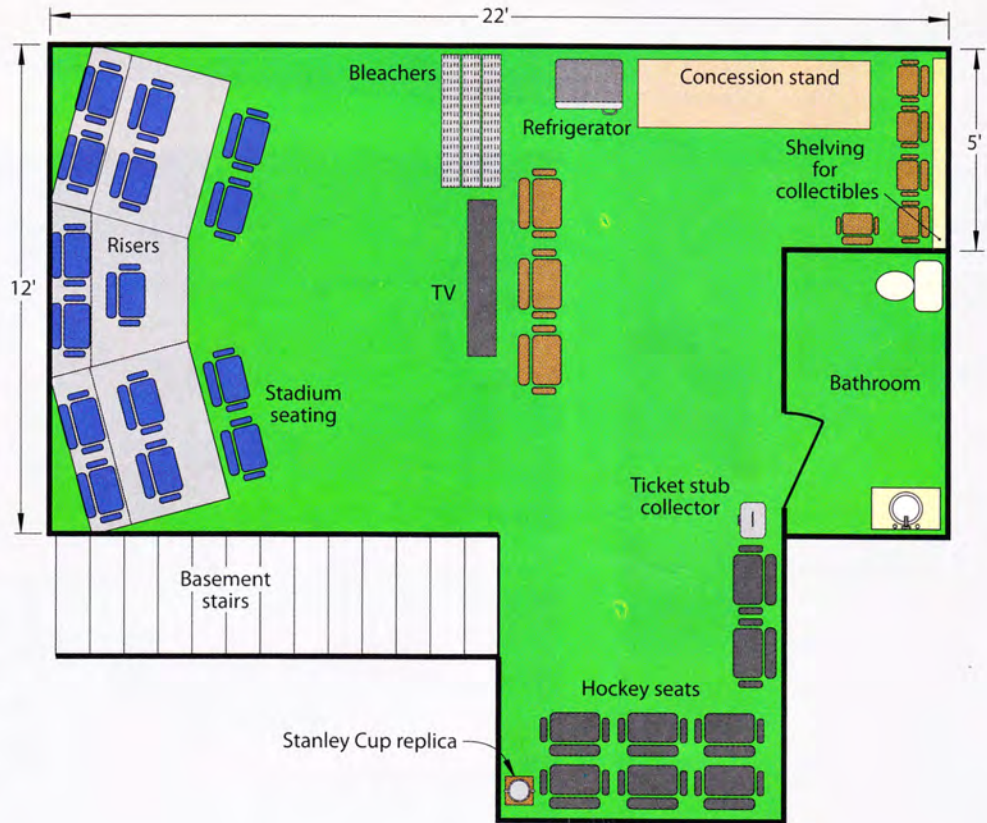 22'
Bleachers
Concession stand
Refrigerator
Shelving
for
collectibles
5'
Risers
12'
TV
Stadium
seating
Bathroom
Ticket stub
collector
Basement
stairs
Hockey seats
Stanley Cup replica